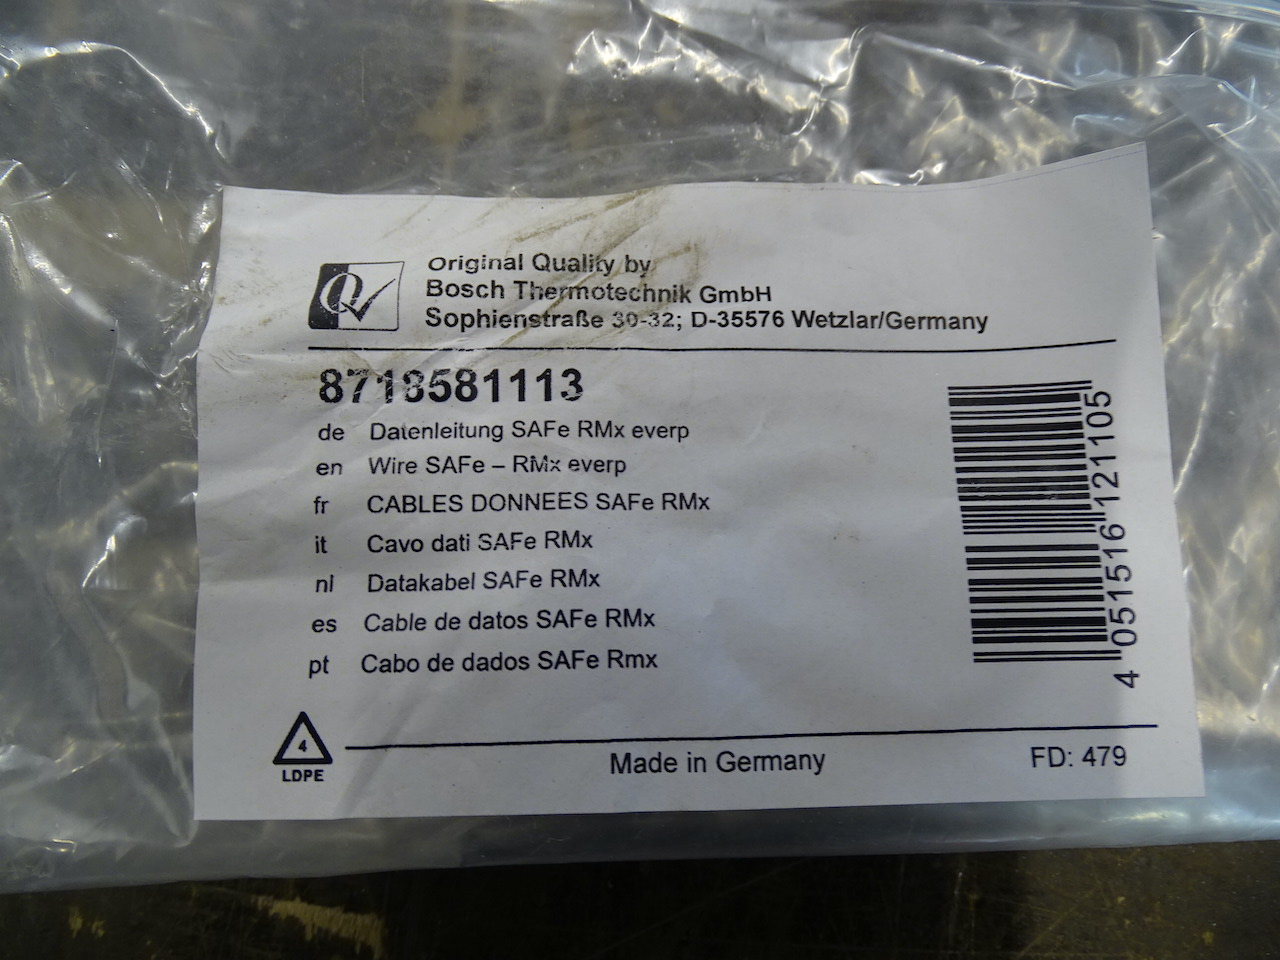 Original Quality by
Bosch Thermotechnik GmbH
Sophienstraße 30-32; D-35576 Wetzlar/Germany
8718581113
de Datenleitung SAFe RMx everp
en Wire SAFe – RMx everp
fr CABLES DONNEES SAFe RMx
it Cavo dati SAFe RMx
nl Datakabel SAFe RMx
es Cable de datos SAFe RMx
pt Cabo de dados SAFe Rmx
4 051516 121105
4
LDPE
Made in Germany
FD: 479